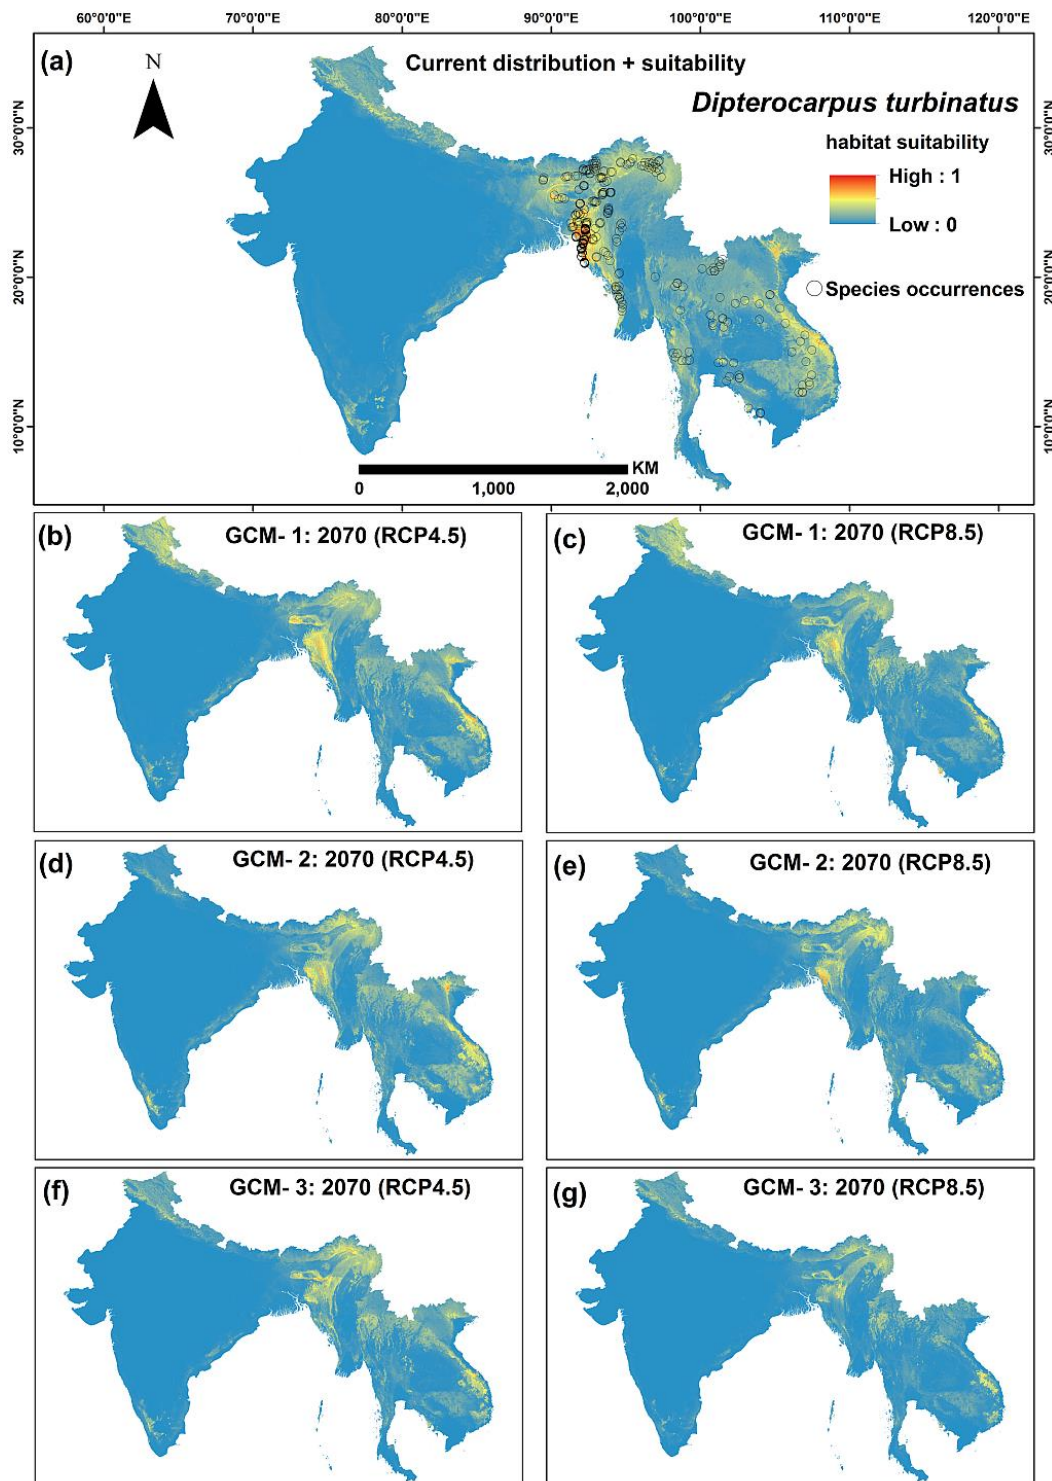 60°0'0"E 70°0'0"E 80°0'0"E 90°0'0"E 100°0'0"E 110°0'0"E 120°0'0"E
(a)
N
Current distribution + suitability
Dipterocarpus turbinatus
habitat suitability
High : 1
Low : 0
Species occurrences
30°0'0"N 30°0'0"N
20°0'0"N 20°0'0"N
10°0'0"N 10°0'0"N
KM
0 1,000 2,000
(b) GCM- 1: 2070 (RCP4.5)
(c) GCM- 1: 2070 (RCP8.5)
(d) GCM- 2: 2070 (RCP4.5)
(e) GCM- 2: 2070 (RCP8.5)
(f) GCM- 3: 2070 (RCP4.5)
(g) GCM- 3: 2070 (RCP8.5)